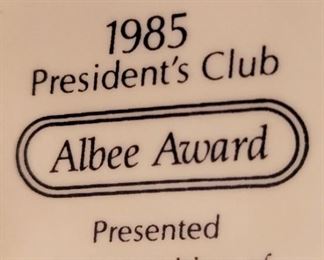 1985
President's Club
Albee Award
Presented